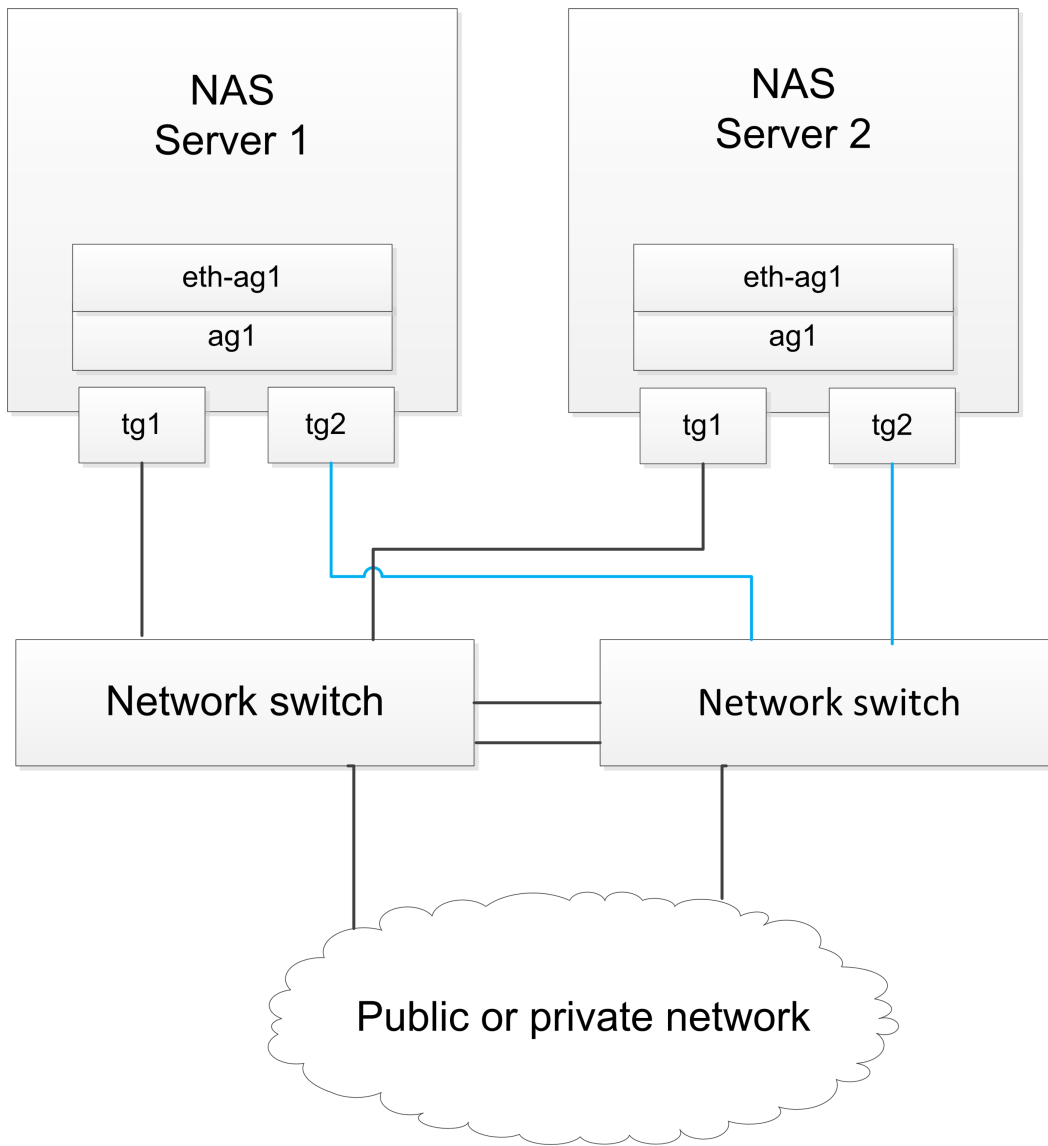 NAS
Server 1
NAS
Server 2
eth-ag1
ag1
eth-ag1
ag1
tg1
tg2
tg1
tg2
Network switch
Network switch
Public or private network